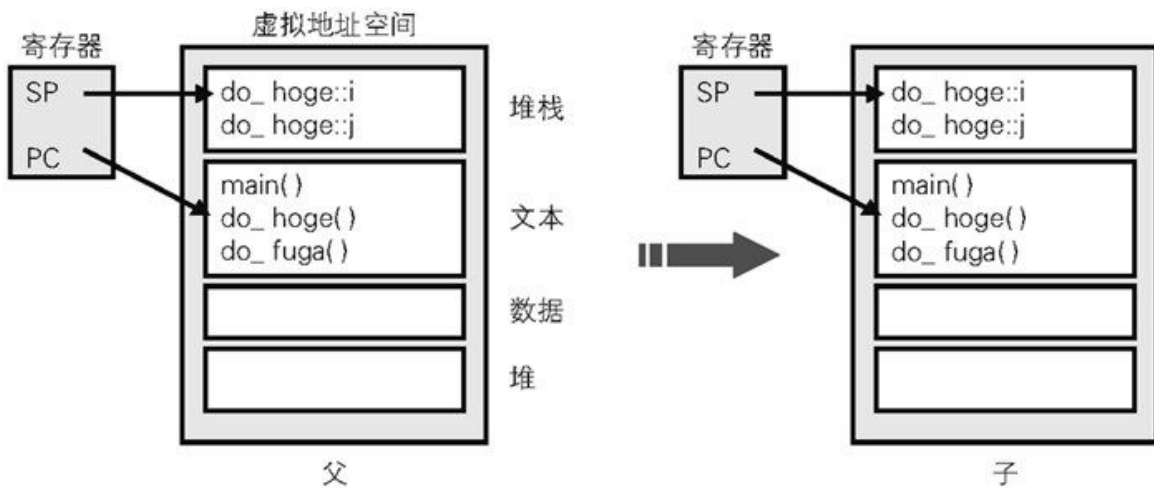 虚拟地址空间
寄存器
SP
PC
do_ hoge::i
do_ hoge::j
堆栈
main( )
do_ hoge( )
do_ fuga( )
文本
数据
堆
父
寄存器
SP
PC
do_ hoge::i
do_ hoge::j
main( )
do_ hoge( )
do_ fuga( )
子